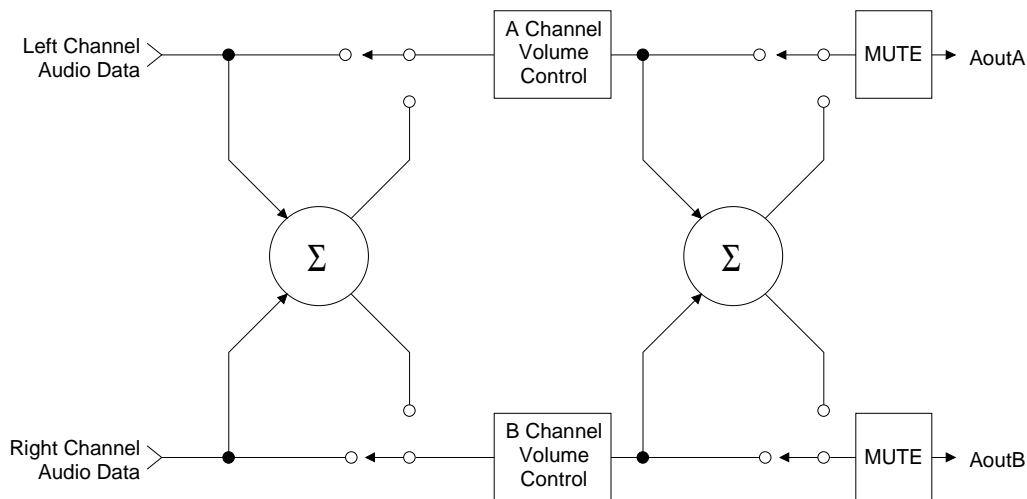 Left Channel
Audio Data
A Channel
Volume
Control
MUTE
AoutA
Σ
Σ
Right Channel
Audio Data
B Channel
Volume
Control
MUTE
AoutB